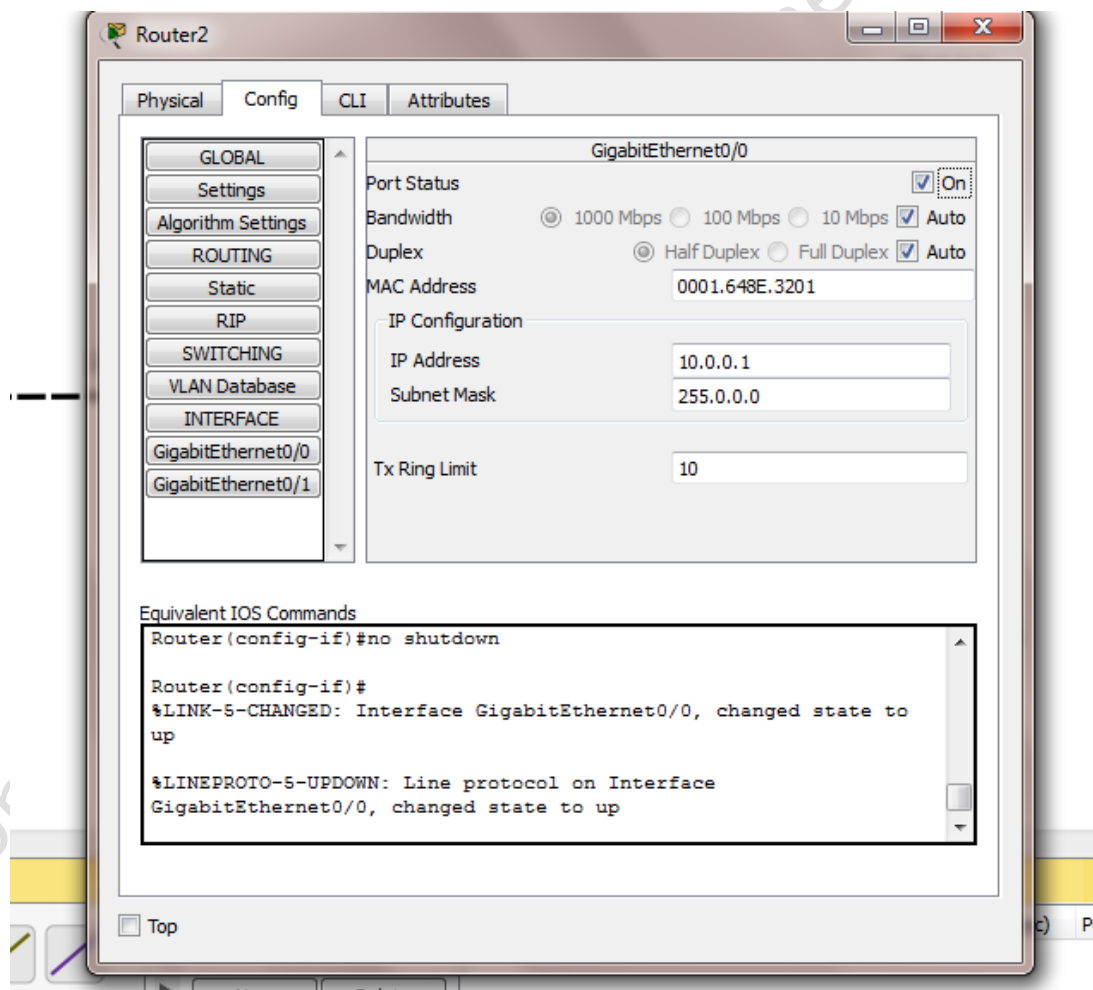 Router2
Physical Config CLI Attributes
GLOBAL
Settings
Algorithm Settings
ROUTING
Static
RIP
SWITCHING
VLAN Database
INTERFACE
GigabitEthernet0/0
GigabitEthernet0/1
GigabitEthernet0/0
Port Status On
Bandwidth 1000 Mbps 100 Mbps 10 Mbps Auto
Duplex Half Duplex Full Duplex Auto
MAC Address 0001.648E.3201
IP Configuration
IP Address 10.0.0.1
Subnet Mask 255.0.0.0
Tx Ring Limit 10
Equivalent IOS Commands
Router(config-if)#no shutdown
Router(config-if)#
%LINK-5-CHANGED: Interface GigabitEthernet0/0, changed state to
up
%LINEPROTO-5-UPDOWN: Line protocol on Interface
GigabitEthernet0/0, changed state to up
Top
c) P